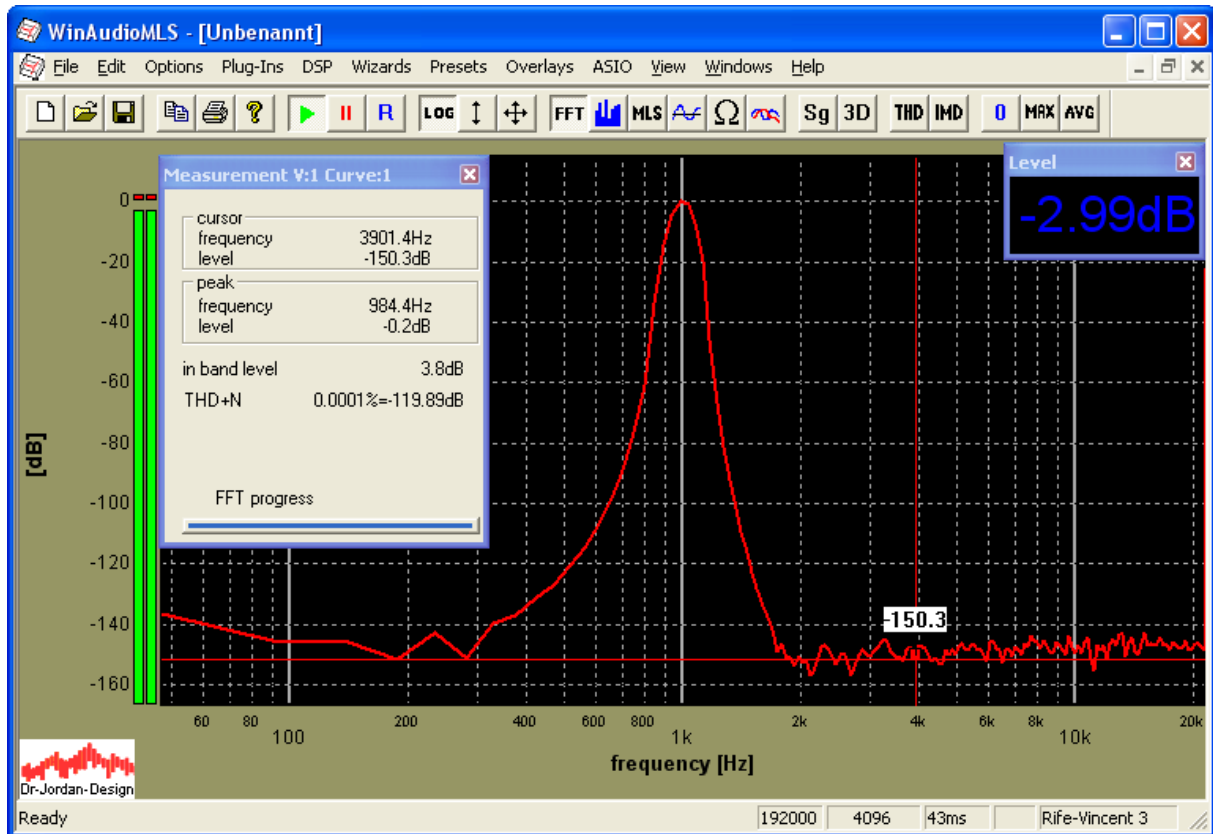 WinAudioMLS - [Unbenannt]
File Edit Options Plug-Ins DSP Wizards Presets Overlays ASIO View Windows Help
R LOG FFT MLS Ω Sg 3D THD IMD 0 MAX AVG
Measurement V:1 Curve:1
cursor
frequency 3901.4Hz
level -150.3dB
peak
frequency 984.4Hz
level -0.2dB
in band level 3.8dB
THD+N 0.0001%=-119.89dB
FFT progress
Level
-2.99dB
[dB]
0
-20
-40
-60
-80
-100
-120
-140
-160
-150.3
60 80 100 200 400 600 800 1k 2k 4k 6k 8k 10k 20k
frequency [Hz]
Dr-Jordan-Design
Ready 192000 4096 43ms Rife-Vincent 3